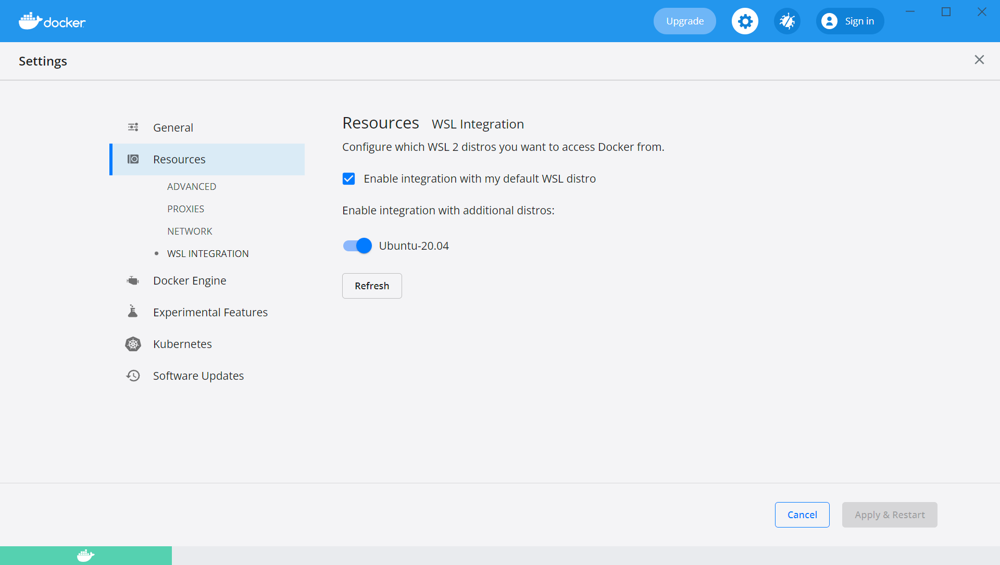 docker
Upgrade
Sign in
Settings
General
Resources
ADVANCED
PROXIES
NETWORK
WSL INTEGRATION
Docker Engine
Experimental Features
Kubernetes
Software Updates
Resources WSL Integration
Configure which WSL 2 distros you want to access Docker from.
Enable integration with my default WSL distro
Enable integration with additional distros:
Ubuntu-20.04
Refresh
Cancel
Apply & Restart